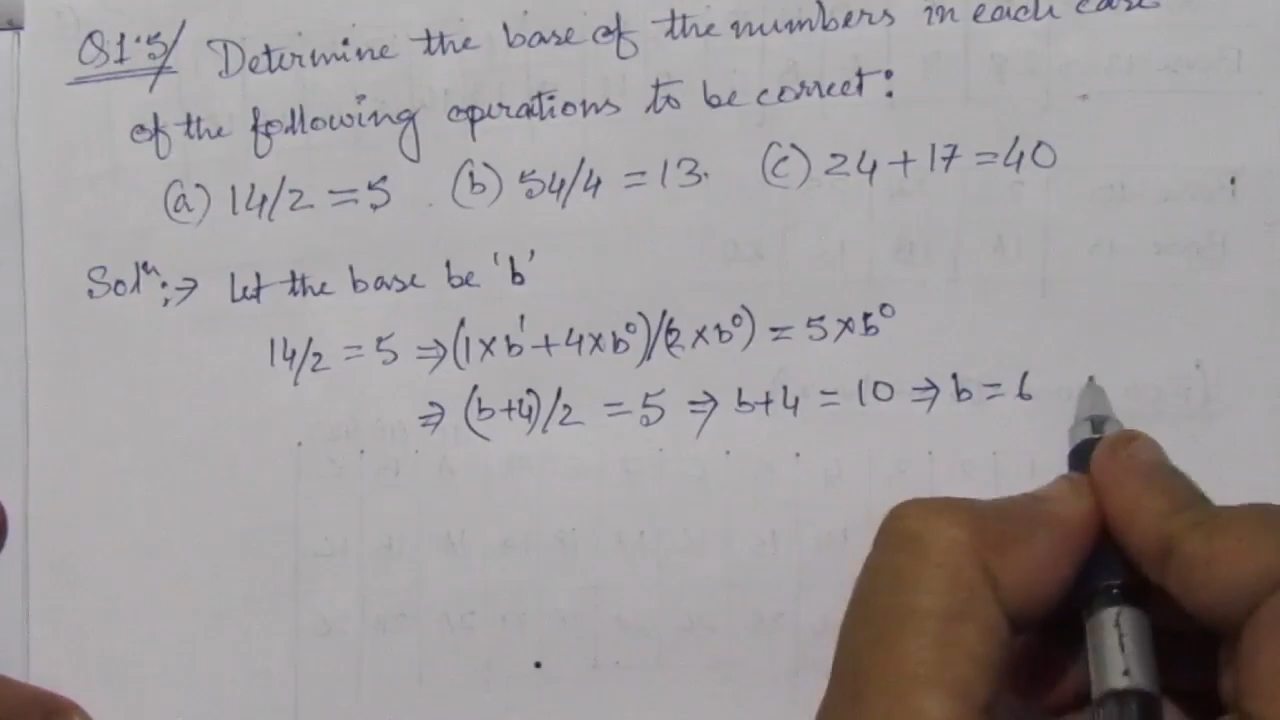 Q1.5/ Determine the base of the numbers in each case
of the following operations to be correct:
(a) 14/2 = 5 (b) 54/4 = 13. (c) 24 + 17 = 40
Solⁿ:→ Let the base be 'b'
14/2 = 5 ⇒ (1×b¹+4×b⁰)/(2×b⁰) = 5×b⁰
⇒ (b+4)/2 = 5 ⇒ b+4 = 10 ⇒ b = 6